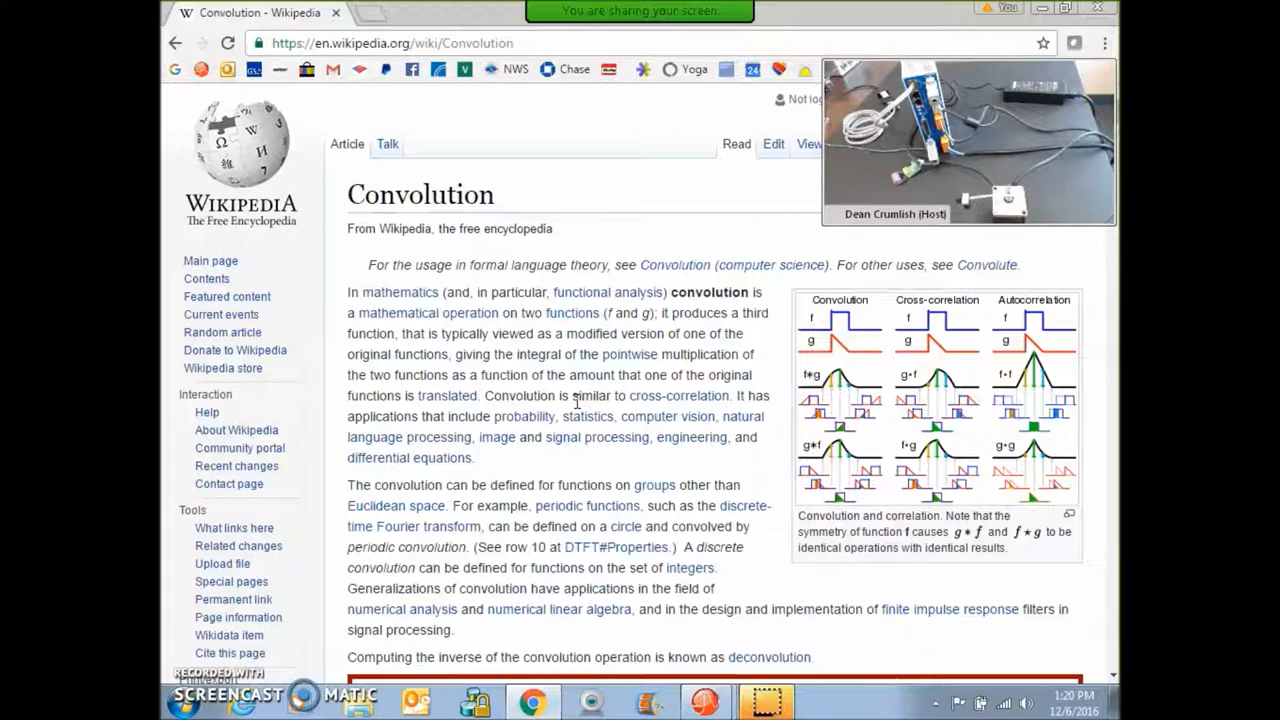 You are sharing your screen.
Convolution - Wikipedia
You
https://en.wikipedia.org/wiki/Convolution
NWS
Chase
Yoga
24
Dean Crumlish (Host)
WIKIPEDIA
The Free Encyclopedia
Main page
Contents
Featured content
Current events
Random article
Donate to Wikipedia
Wikipedia store
Interaction
Help
About Wikipedia
Community portal
Recent changes
Contact page
Tools
What links here
Related changes
Upload file
Special pages
Permanent link
Page information
Wikidata item
Cite this page
Not log
Article Talk Read Edit View
Convolution
From Wikipedia, the free encyclopedia
For the usage in formal language theory, see Convolution (computer science). For other uses, see Convolute.
In mathematics (and, in particular, functional analysis) convolution is
a mathematical operation on two functions (f and g); it produces a third
function, that is typically viewed as a modified version of one of the
original functions, giving the integral of the pointwise multiplication of
the two functions as a function of the amount that one of the original
functions is translated. Convolution is similar to cross-correlation. It has
applications that include probability, statistics, computer vision, natural
language processing, image and signal processing, engineering, and
differential equations.
The convolution can be defined for functions on groups other than
Euclidean space. For example, periodic functions, such as the discrete-
time Fourier transform, can be defined on a circle and convolved by
periodic convolution. (See row 10 at DTFT#Properties.) A discrete
convolution can be defined for functions on the set of integers.
Generalizations of convolution have applications in the field of
numerical analysis and numerical linear algebra, and in the design and implementation of finite impulse response filters in
signal processing.
Computing the inverse of the convolution operation is known as deconvolution.
Convolution Cross-correlation Autocorrelation
f f f
g g g
f∗g g⋆f f⋆f
g∗f f⋆g g⋆g
Convolution and correlation. Note that the
symmetry of function f causes g ∗ f and f ⋆ g to be
identical operations with identical results.
RECORDED WITH
SCREENCAST MATIC
1:20 PM
12/6/2016